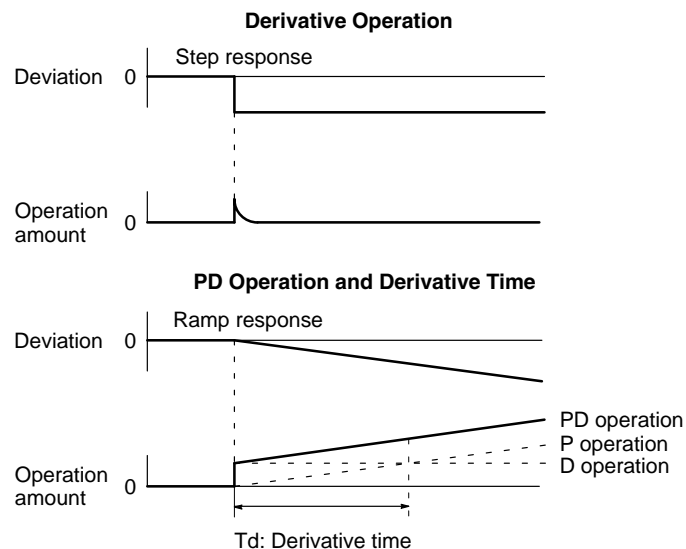 Derivative Operation
Step response
Deviation 0
Operation
amount 0
PD Operation and Derivative Time
Ramp response
Deviation 0
PD operation
P operation
D operation
Operation
amount 0
Td: Derivative time